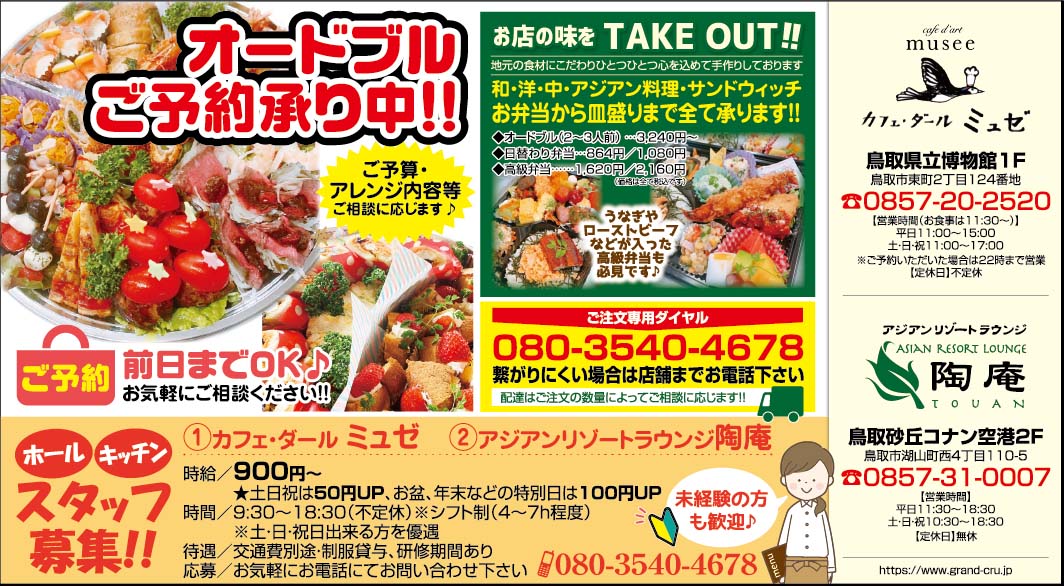 オードブル
ご予約承り中!!
ご予算・
アレンジ内容等
ご相談に応じます♪
ご予約
前日までOK♪
お気軽にご相談ください!!
お店の味を TAKE OUT!!
地元の食材にこだわりひとつひとつ心を込めて手作りしております
和・洋・中・アジアン料理・サンドウィッチ
お弁当から皿盛りまで全て承ります!!
◆オードブル(2〜3人前)…3,240円〜
◆日替わり弁当…864円/1,080円
◆高級弁当……1,620円/2,160円
(価格は全て税込です)
うなぎや
ローストビーフ
などが入った
高級弁当も
必見です♪
ご注文専用ダイヤル
080-3540-4678
繋がりにくい場合は店舗までお電話下さい
配達はご注文の数量によってご相談に応じます!!
ホール キッチン
スタッフ
募集!!
①カフェ・ダール ミュゼ ②アジアンリゾートラウンジ陶庵
時給/900円〜
★土日祝は50円UP、お盆、年末などの特別日は100円UP
時間/9:30〜18:30(不定休)※シフト制(4〜7h程度)
※土・日・祝日出来る方を優遇
待遇/交通費別途・制服貸与、研修期間あり
応募/お気軽にお電話にてお問い合わせ下さい
080-3540-4678
未経験の方
も歓迎♪
menu
cafe d'art
musee
カフェ・ダール ミュゼ
鳥取県立博物館1F
鳥取市東町2丁目124番地
☎0857-20-2520
【営業時間(お食事は11:30〜)】
平日11:00〜15:00
土・日・祝11:00〜17:00
※ご予約いただいた場合は22時まで営業
【定休日】不定休
アジアンリゾートラウンジ
ASIAN RESORT LOUNGE
陶庵
TOUAN
鳥取砂丘コナン空港2F
鳥取市湖山町西4丁目110-5
☎0857-31-0007
【営業時間】
平日11:30〜18:30
土・日・祝10:30〜18:30
【定休日】無休
https://www.grand-cru.jp